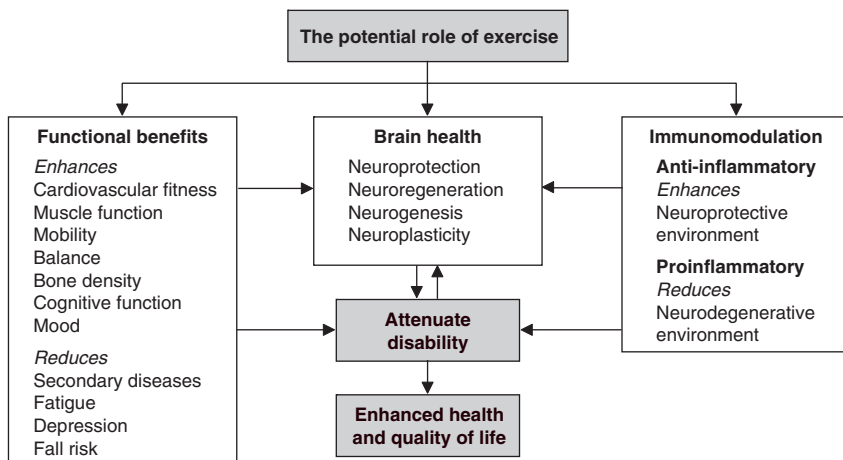 The potential role of exercise
Functional benefits
Enhances
Cardiovascular fitness
Muscle function
Mobility
Balance
Bone density
Cognitive function
Mood
Reduces
Secondary diseases
Fatigue
Depression
Fall risk
Brain health
Neuroprotection
Neuroregeneration
Neurogenesis
Neuroplasticity
Immunomodulation
Anti-inflammatory
Enhances
Neuroprotective
environment
Proinflammatory
Reduces
Neurodegenerative
environment
Attenuate
disability
Enhanced health
and quality of life